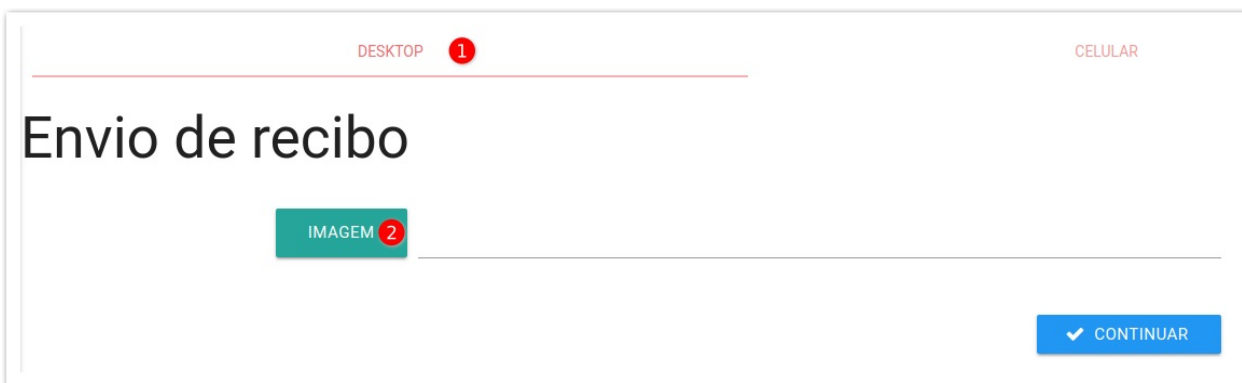 DESKTOP 1 CELULAR
Envio de recibo
IMAGEM 2
CONTINUAR